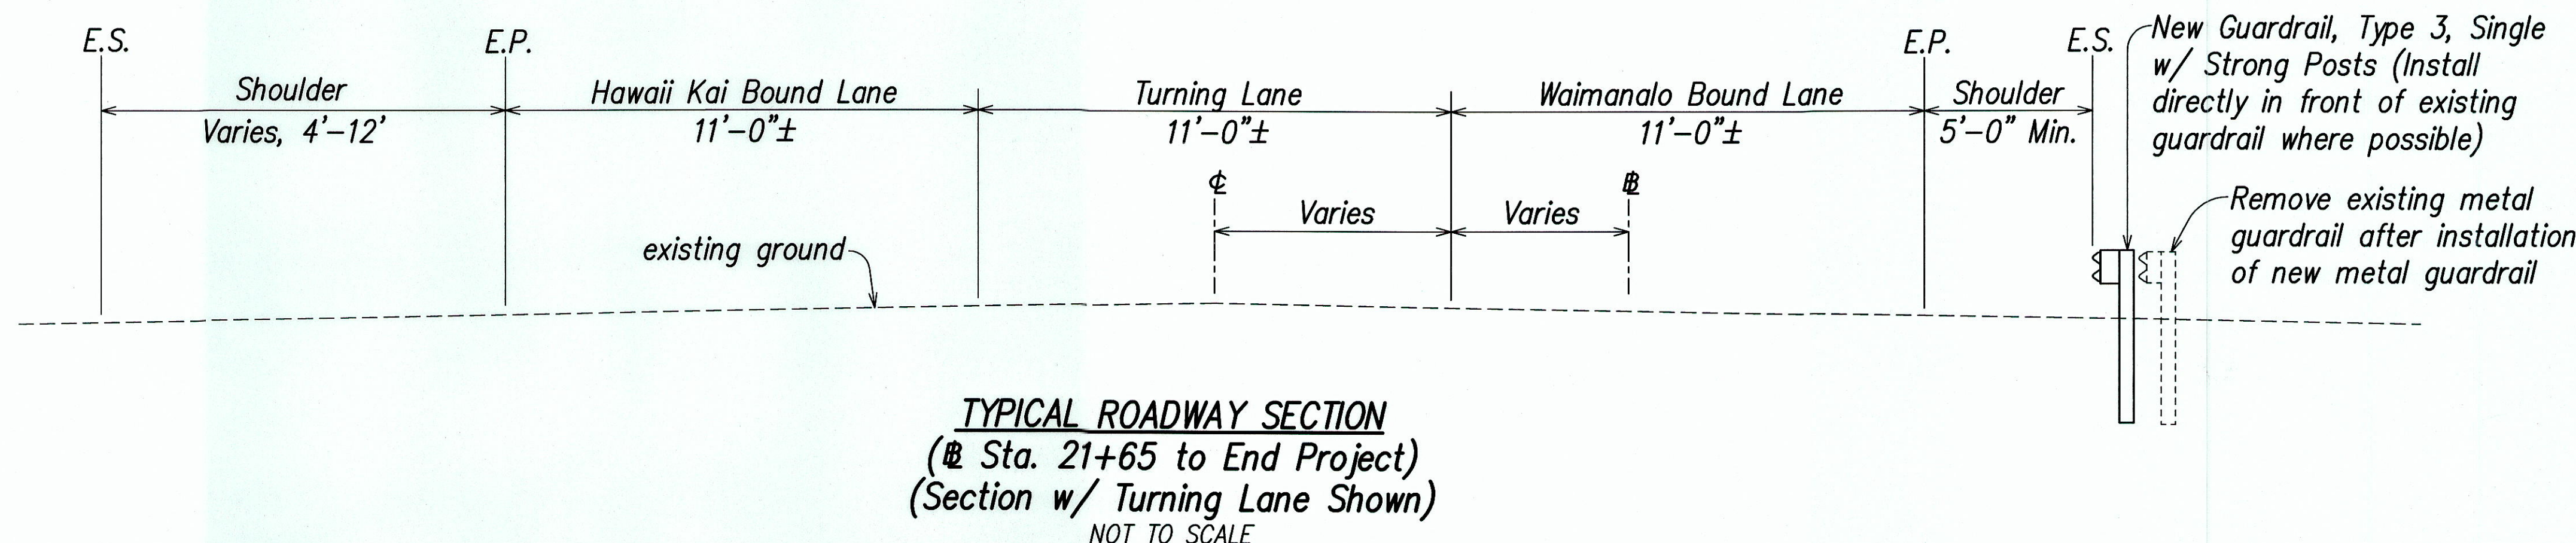 E.S.
E.P.
E.P.
E.S.
New Guardrail, Type 3, Single
w/ Strong Posts (Install
directly in front of existing
guardrail where possible)
Shoulder
Varies, 4'-12'
Hawaii Kai Bound Lane
11'-0"±
Turning Lane
11'-0"±
Waimanalo Bound Lane
11'-0"±
Shoulder
5'-0" Min.
℄
BL
Varies
Varies
existing ground
Remove existing metal
guardrail after installation
of new metal guardrail
TYPICAL ROADWAY SECTION
(BL Sta. 21+65 to End Project)
(Section w/ Turning Lane Shown)
NOT TO SCALE